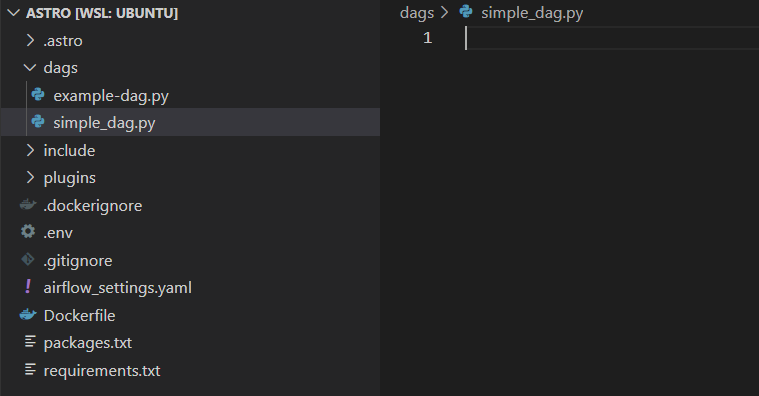 ASTRO [WSL: UBUNTU]
.astro
dags
example-dag.py
simple_dag.py
include
plugins
.dockerignore
.env
.gitignore
! airflow_settings.yaml
Dockerfile
packages.txt
requirements.txt
dags > simple_dag.py
1